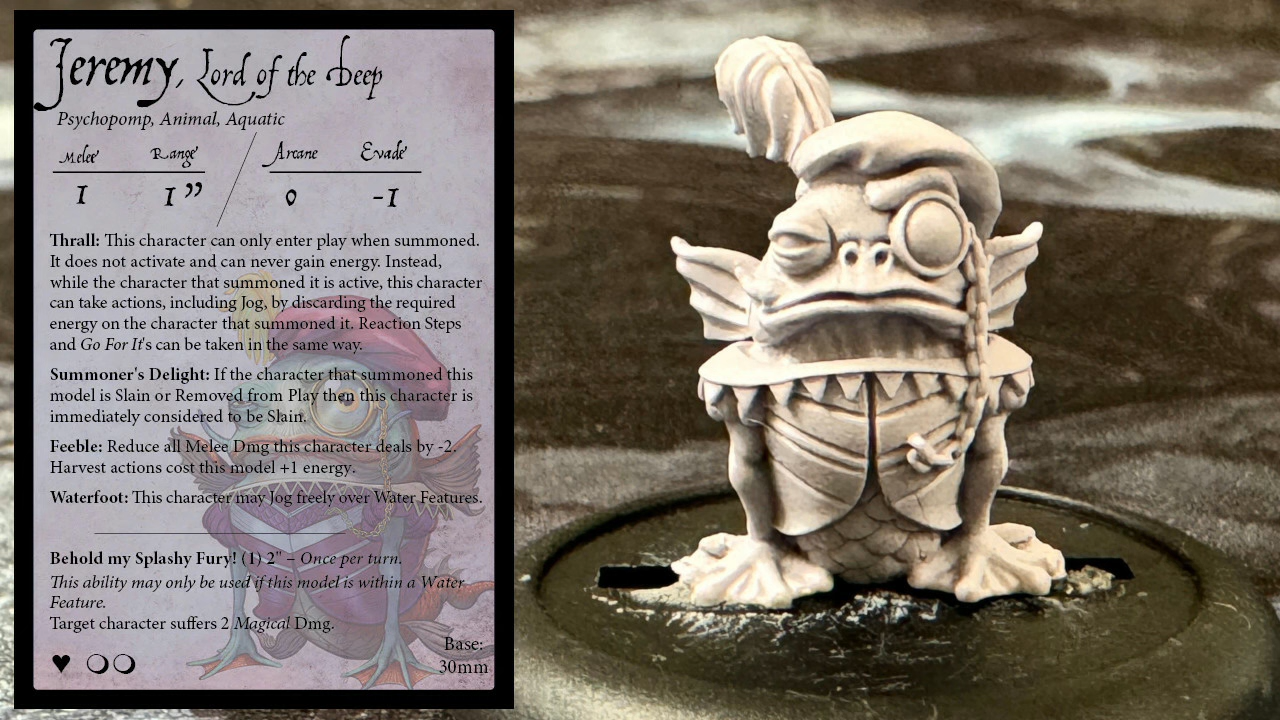 Jeremy, Lord of the Deep
Psychopomp, Animal, Aquatic
Melee Range Arcane Evade
1 1” 0 -1
Thrall: This character can only enter play when summoned.
It does not activate and can never gain energy. Instead,
while the character that summoned it is active, this character
can take actions, including Jog, by discarding the required
energy on the character that summoned it. Reaction Steps
and Go For It's can be taken in the same way.
Summoner's Delight: If the character that summoned this
model is Slain or Removed from Play then this character is
immediately considered to be Slain.
Feeble: Reduce all Melee Dmg this character deals by -2.
Harvest actions cost this model +1 energy.
Waterfoot: This character may Jog freely over Water Features.
Behold my Splashy Fury! (1) 2" – Once per turn.
This ability may only be used if this model is within a Water
Feature.
Target character suffers 2 Magical Dmg.
Base:
30mm